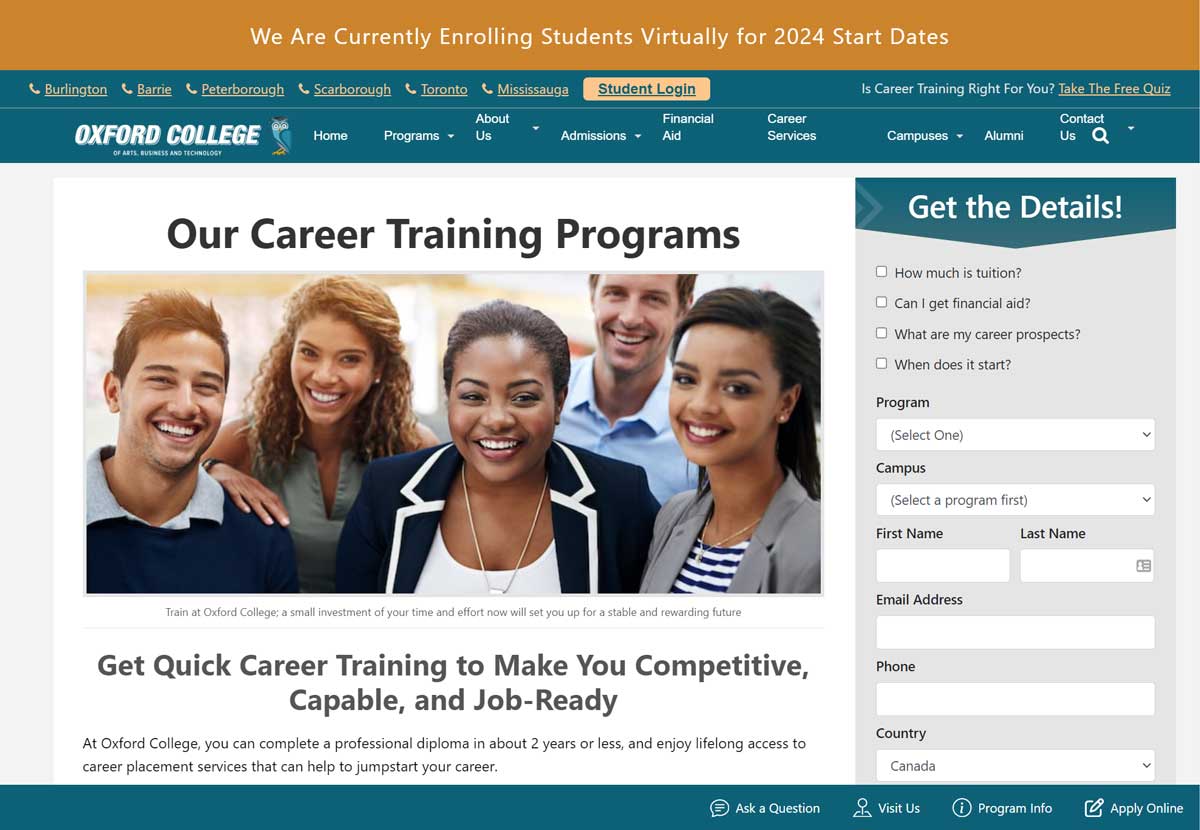 We Are Currently Enrolling Students Virtually for 2024 Start Dates
Burlington Barrie Peterborough Scarborough Toronto Mississauga Student Login Is Career Training Right For You? Take The Free Quiz
OXFORD COLLEGE
OF ARTS, BUSINESS AND TECHNOLOGY
Home Programs About Us Admissions Financial Aid Career Services Campuses Alumni Contact Us
Our Career Training Programs
Train at Oxford College; a small investment of your time and effort now will set you up for a stable and rewarding future
Get Quick Career Training to Make You Competitive,
Capable, and Job-Ready
At Oxford College, you can complete a professional diploma in about 2 years or less, and enjoy lifelong access to
career placement services that can help to jumpstart your career.
Get the Details!
How much is tuition?
Can I get financial aid?
What are my career prospects?
When does it start?
Program
(Select One)
Campus
(Select a program first)
First Name Last Name
Email Address
Phone
Country
Canada
Ask a Question Visit Us Program Info Apply Online